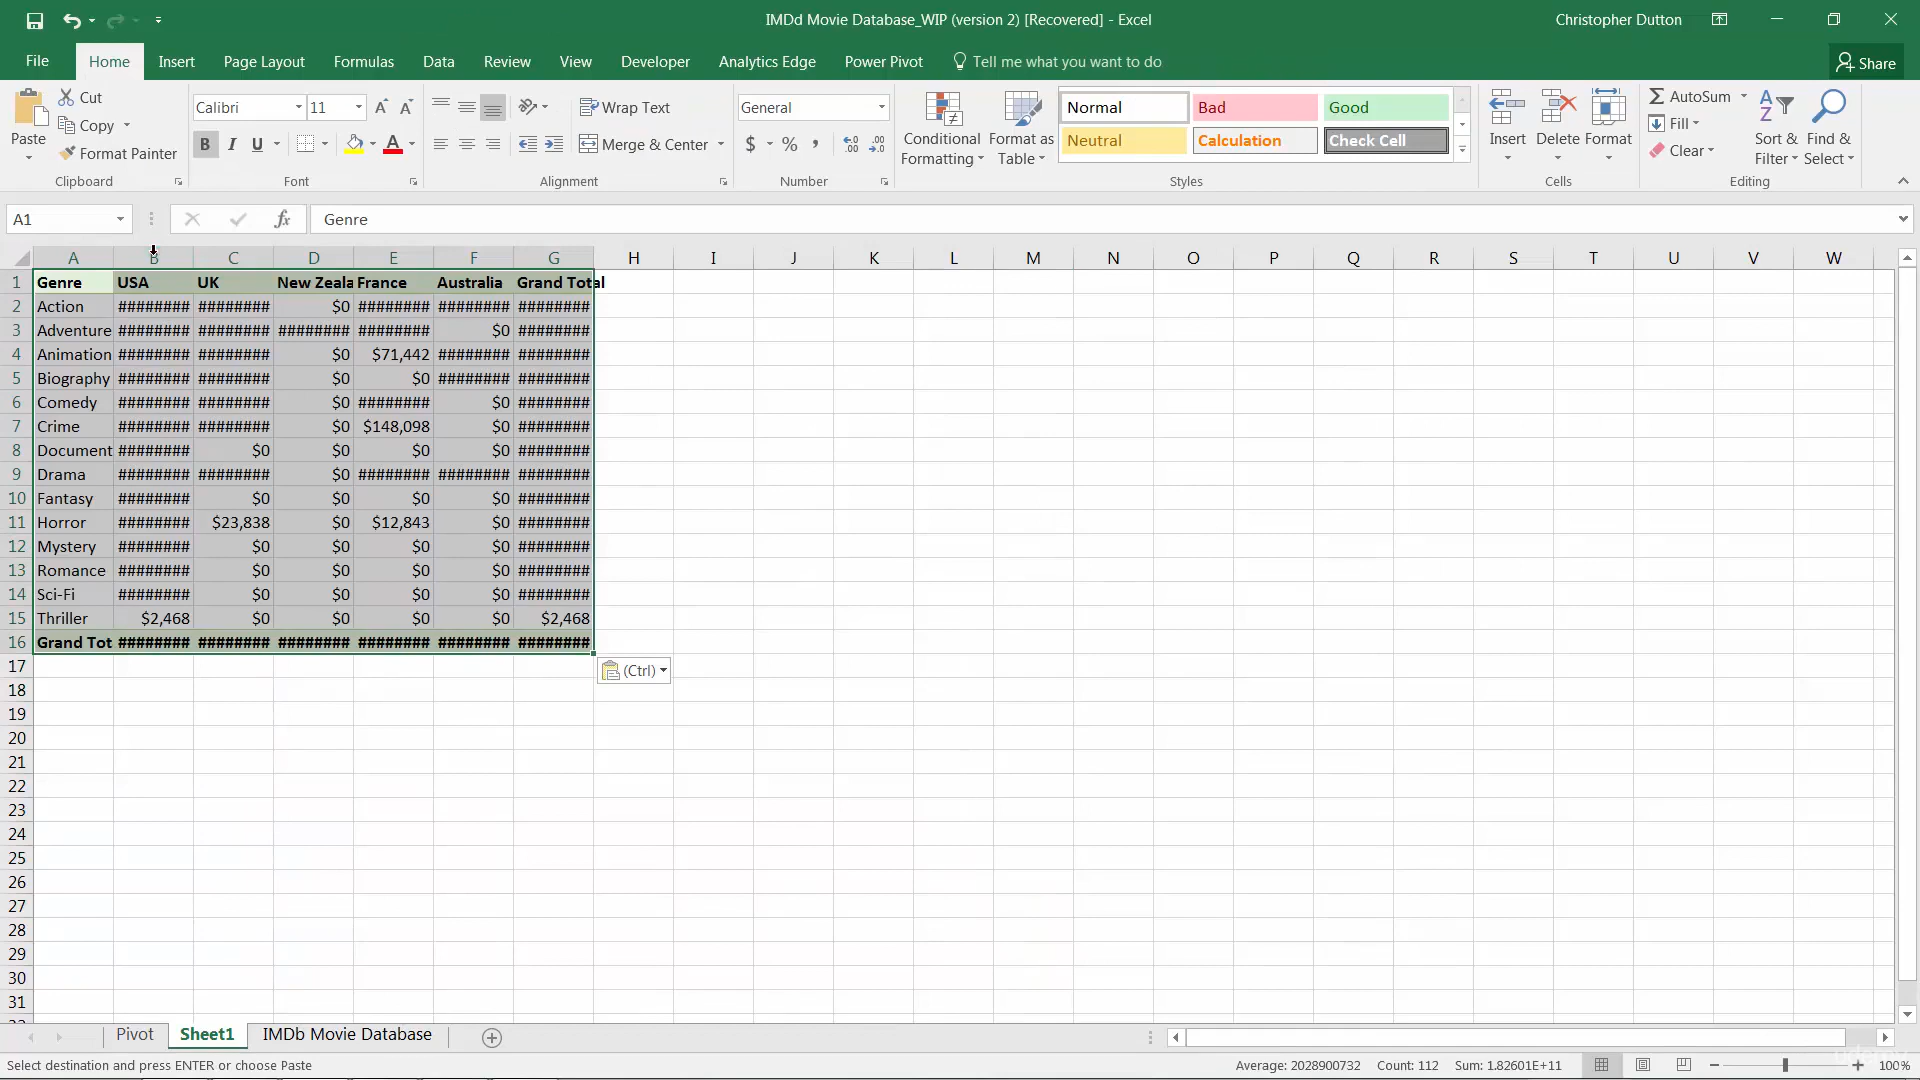 IMDd Movie Database_WIP (version 2) [Recovered] - Excel
Christopher Dutton
File Home Insert Page Layout Formulas Data Review View Developer Analytics Edge Power Pivot Tell me what you want to do Share
Paste
Cut
Copy
Format Painter
Clipboard
Calibri 11
B I U
Font
Wrap Text
Merge & Center
Alignment
General
$ % ,
Number
Conditional Formatting
Format as Table
Normal Bad Good
Neutral Calculation Check Cell
Styles
Insert Delete Format
Cells
AutoSum
Fill
Clear
Sort & Filter
Find & Select
Editing
A1 fx Genre
A B C D E F G H I J K L M N O P Q R S T U V W
1 Genre USA UK New Zeala France Australia Grand Total
2 Action ######## ######## $0 ######## ######## ########
3 Adventure ######## ######## ######## ######## $0 ########
4 Animation ######## ######## $0 $71,442 ######## ########
5 Biography ######## ######## $0 $0 ######## ########
6 Comedy ######## ######## $0 ######## $0 ########
7 Crime ######## ######## $0 $148,098 $0 ########
8 Document ######## $0 $0 $0 $0 ########
9 Drama ######## ######## $0 ######## ######## ########
10 Fantasy ######## $0 $0 $0 $0 ########
11 Horror ######## $23,838 $0 $12,843 $0 ########
12 Mystery ######## $0 $0 $0 $0 ########
13 Romance ######## $0 $0 $0 $0 ########
14 Sci-Fi ######## $0 $0 $0 $0 ########
15 Thriller $2,468 $0 $0 $0 $0 $2,468
16 Grand Tot ######## ######## ######## ######## ######## ########
17 (Ctrl)
18
19
20
21
22
23
24
25
26
27
28
29
30
31
Pivot Sheet1 IMDb Movie Database
Select destination and press ENTER or choose Paste
Average: 2028900732 Count: 112 Sum: 1.82601E+11
100%